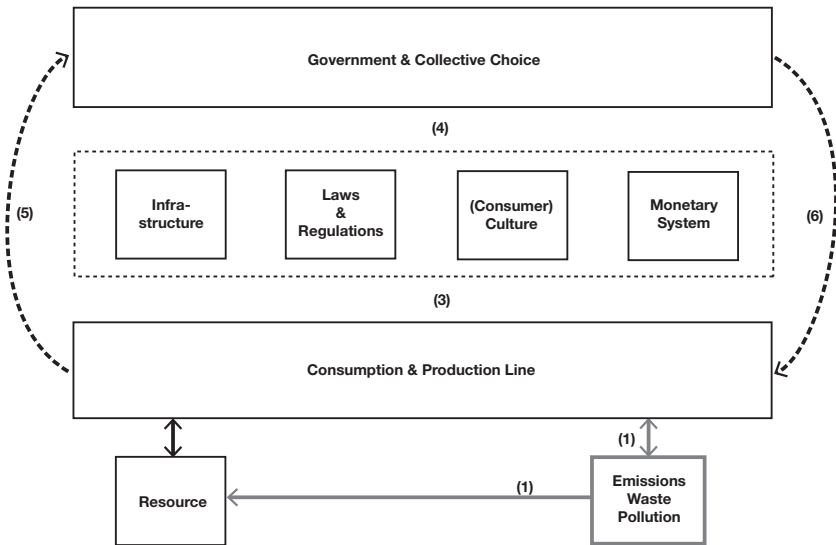 Government & Collective Choice
(4)
Infra-
structure
Laws
&
Regulations
(Consumer)
Culture
Monetary
System
(5)
(6)
(3)
Consumption & Production Line
(1)
Resource
(1)
Emissions
Waste
Pollution